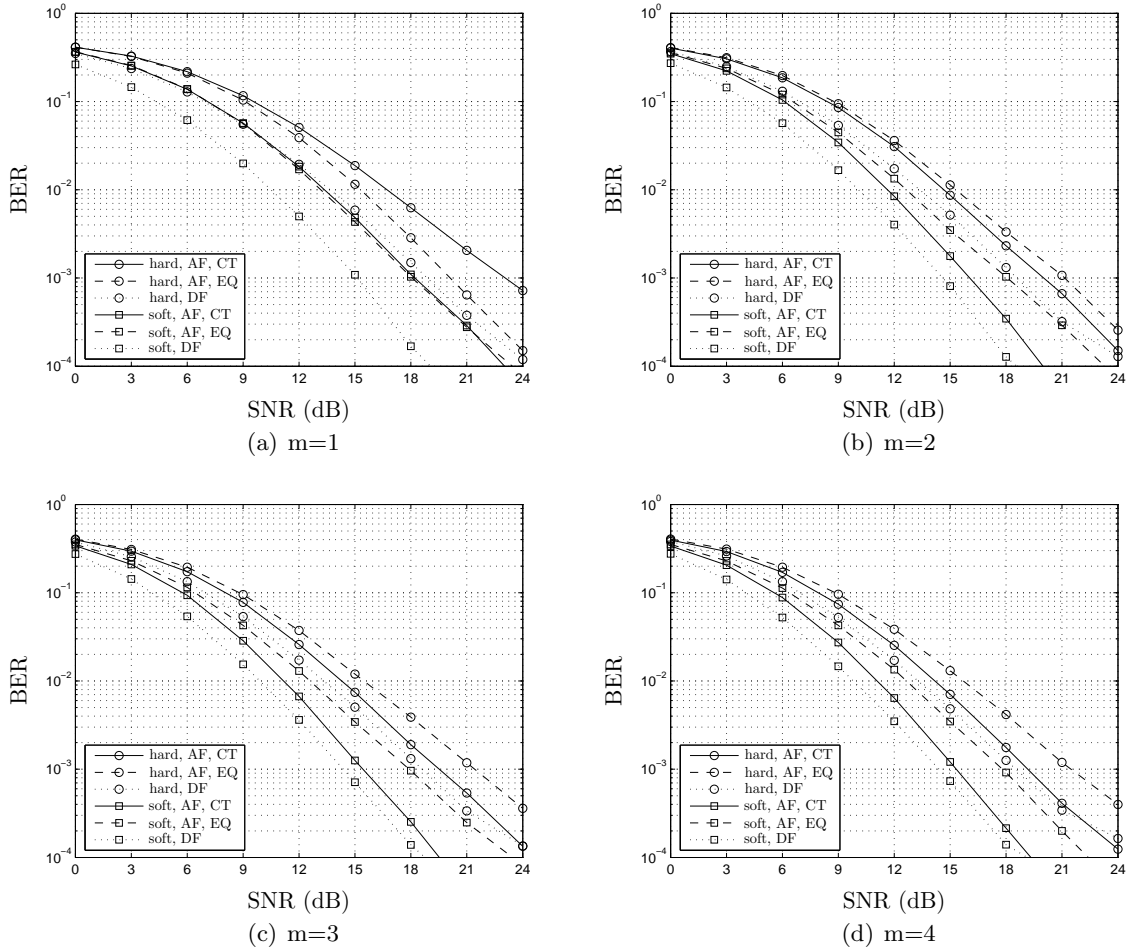 10^0
10^-1
10^-2
10^-3
10^-4
BER
0 3 6 9 12 15 18 21 24
SNR (dB)
hard, AF, CT
hard, AF, EQ
hard, DF
soft, AF, CT
soft, AF, EQ
soft, DF
(a) m=1
10^0
10^-1
10^-2
10^-3
10^-4
BER
0 3 6 9 12 15 18 21 24
SNR (dB)
hard, AF, CT
hard, AF, EQ
hard, DF
soft, AF, CT
soft, AF, EQ
soft, DF
(b) m=2
10^0
10^-1
10^-2
10^-3
10^-4
BER
0 3 6 9 12 15 18 21 24
SNR (dB)
hard, AF, CT
hard, AF, EQ
hard, DF
soft, AF, CT
soft, AF, EQ
soft, DF
(c) m=3
10^0
10^-1
10^-2
10^-3
10^-4
BER
0 3 6 9 12 15 18 21 24
SNR (dB)
hard, AF, CT
hard, AF, EQ
hard, DF
soft, AF, CT
soft, AF, EQ
soft, DF
(d) m=4